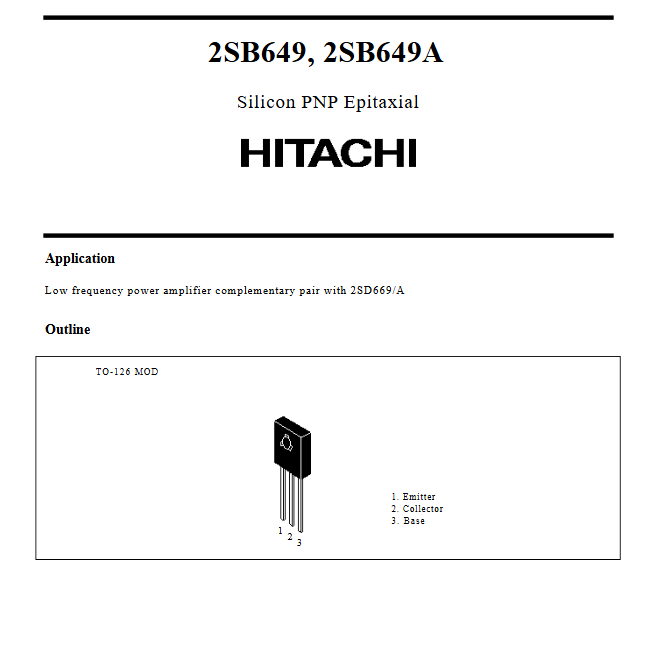 2SB649, 2SB649A
Silicon PNP Epitaxial
HITACHI
Application
Low frequency power amplifier complementary pair with 2SD669/A
Outline
TO-126 MOD
1. Emitter
2. Collector
3. Base
1
2
3